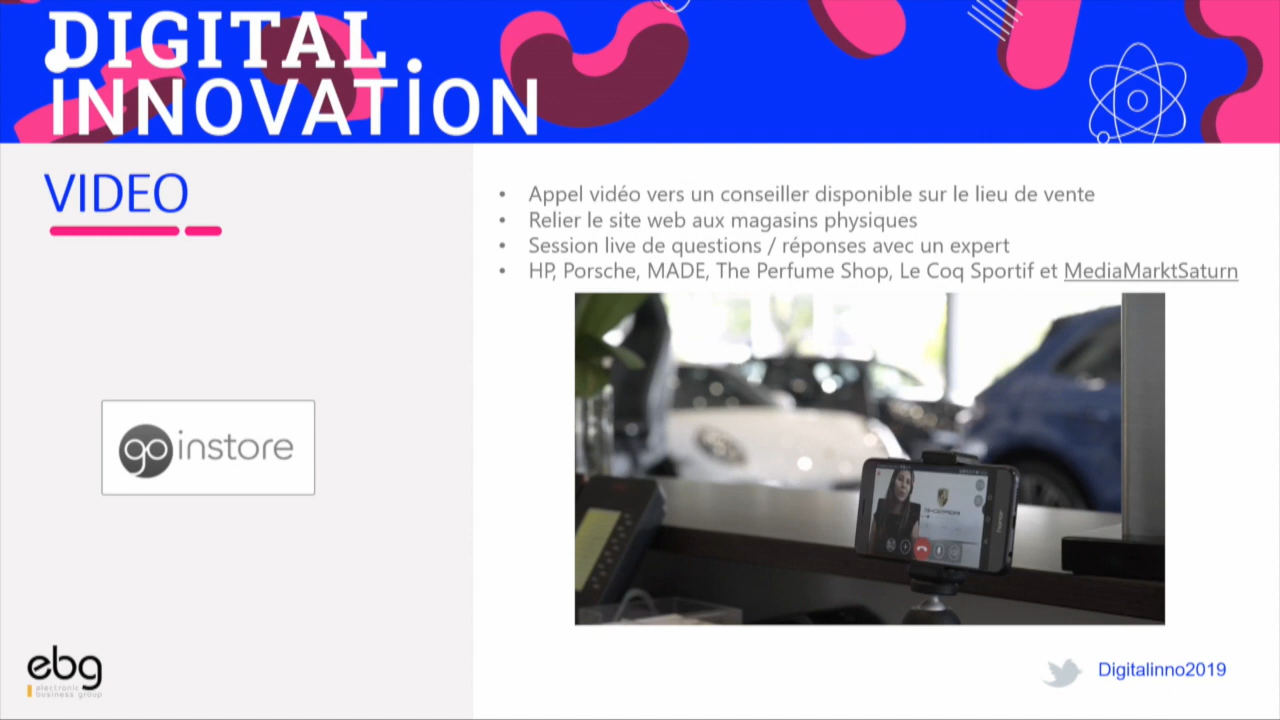 DIGITAL
INNOVATION
VIDEO
• Appel vidéo vers un conseiller disponible sur le lieu de vente
• Relier le site web aux magasins physiques
• Session live de questions / réponses avec un expert
• HP, Porsche, MADE, The Perfume Shop, Le Coq Sportif et MediaMarktSaturn
go instore
honor
ebg
electronic
business group
Digitalinno2019